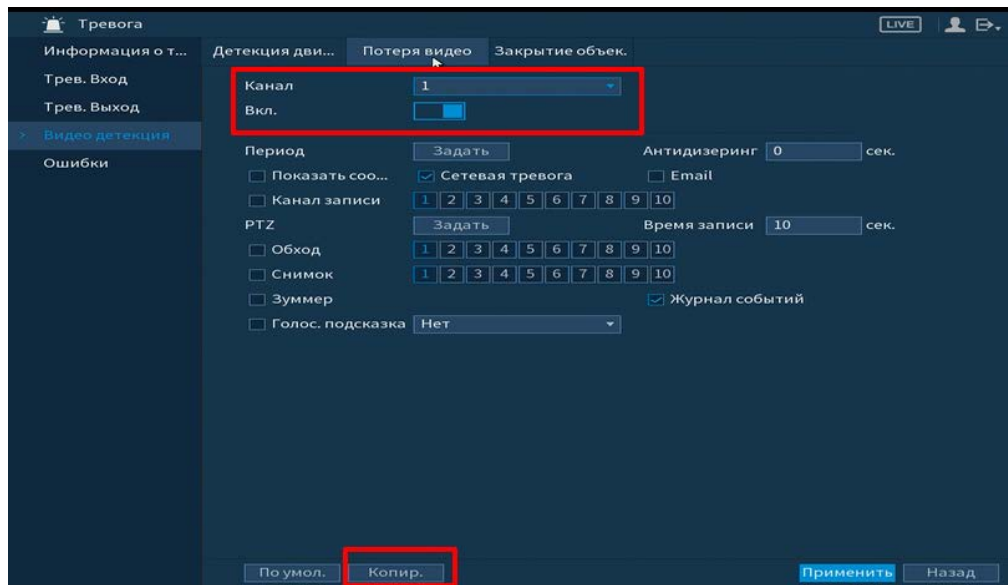 Тревога LIVE
Информация о т... Детекция дви... Потеря видео Закрытие объек.
Трев. Вход
Трев. Выход
Видео детекция
Ошибки
Канал 1
Вкл.
Период Задать Антидизеринг 0 сек.
Показать соо... Сетевая тревога Email
Канал записи 1 2 3 4 5 6 7 8 9 10
PTZ Задать Время записи 10 сек.
Обход 1 2 3 4 5 6 7 8 9 10
Снимок 1 2 3 4 5 6 7 8 9 10
Зуммер Журнал событий
Голос. подсказка Нет
По умол. Копир. Применить Назад